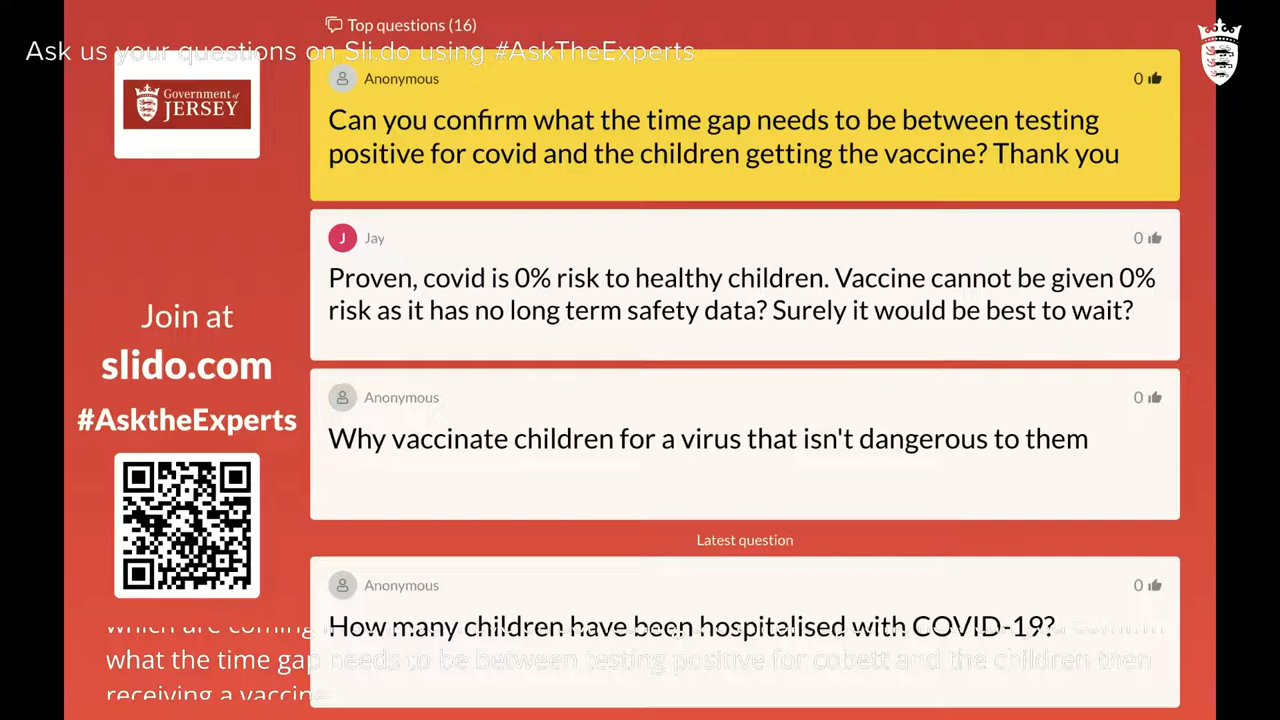 Top questions (16)
Ask us your questions on Sli.do using #AskTheExperts
Government of
JERSEY
Anonymous
0
Can you confirm what the time gap needs to be between testing
positive for covid and the children getting the vaccine? Thank you
J
Jay
0
Proven, covid is 0% risk to healthy children. Vaccine cannot be given 0%
risk as it has no long term safety data? Surely it would be best to wait?
Join at
slido.com
#AsktheExperts
Anonymous
0
Why vaccinate children for a virus that isn't dangerous to them
Latest question
Anonymous
0
How many children have been hospitalised with COVID-19?
which are coming
what the time gap needs to be between testing positive for cobett and the children then
receiving a vaccine